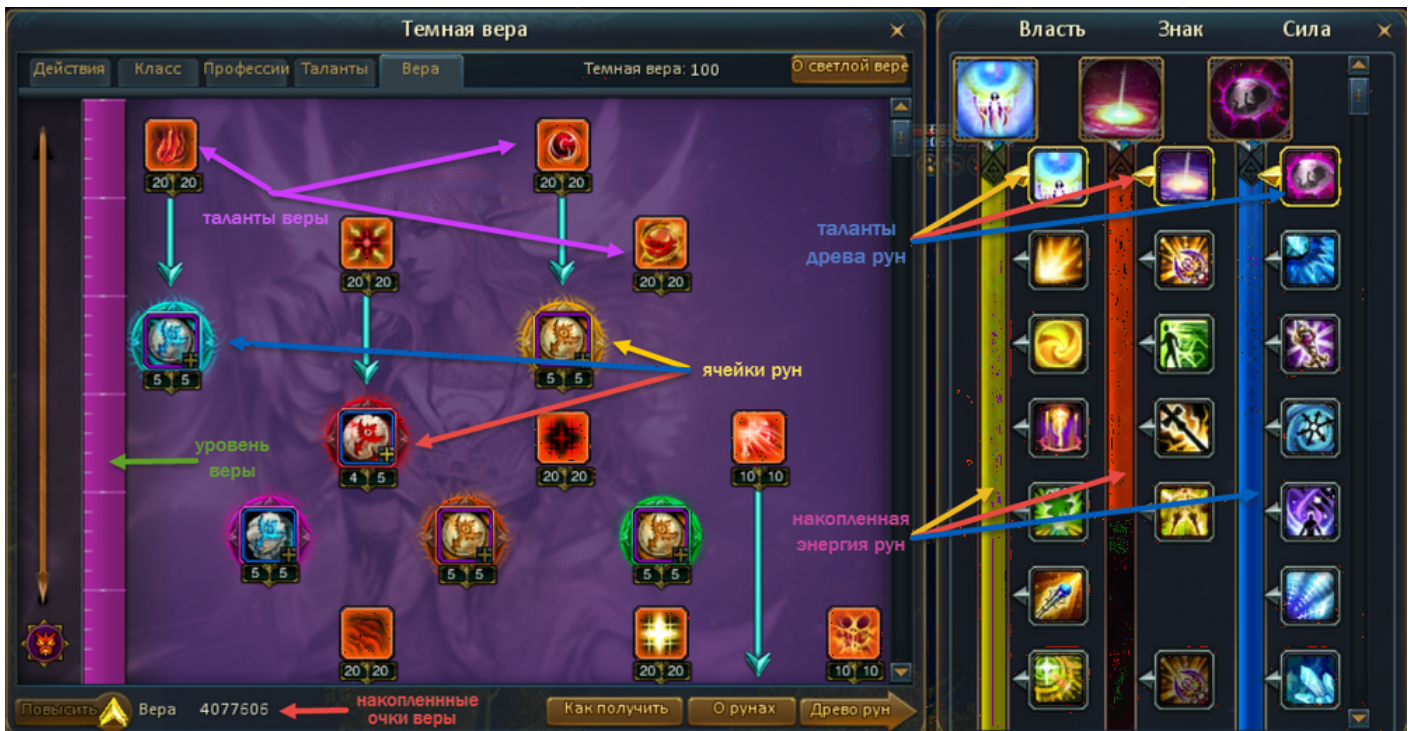 Темная вера
Действия Класс Профессии Таланты Вера Темная вера: 100 О светлой вере
20 20 20 20
таланты веры
20 20 20 20
5 5 5 5
ячейки рун
уровень
веры
4 5 20 20 10 10
5 5 5 5 5 5
20 20 20 20 10 10
Повысить Вера 4077606 накопленнные
очки веры
Как получить О рунах Древо рун
Власть Знак Сила
таланты
древа рун
накопленная
энергия рун